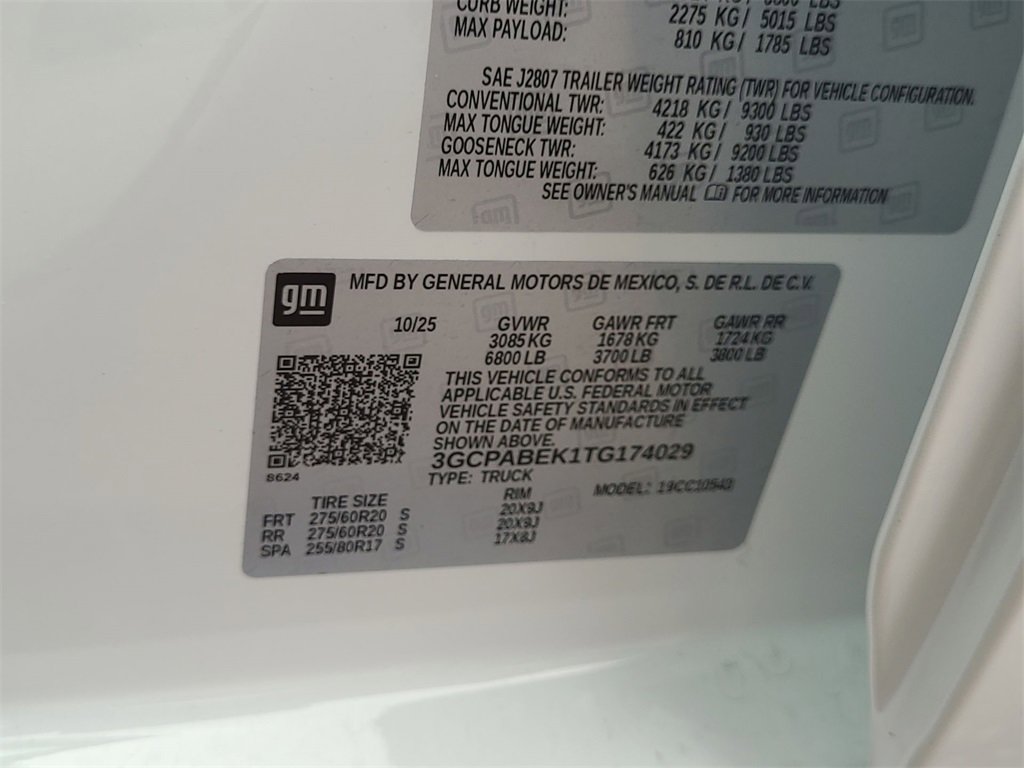 CURB WEIGHT: 2275 KG/ 5015 LBS
MAX PAYLOAD: 810 KG/ 1785 LBS
SAE J2807 TRAILER WEIGHT RATING (TWR) FOR VEHICLE CONFIGURATION.
CONVENTIONAL TWR: 4218 KG/ 9300 LBS
MAX TONGUE WEIGHT: 422 KG/ 930 LBS
GOOSENECK TWR: 4173 KG/ 9200 LBS
MAX TONGUE WEIGHT: 626 KG/ 1380 LBS
SEE OWNER'S MANUAL FOR MORE INFORMATION
gm
MFD BY GENERAL MOTORS DE MEXICO, S. DE R.L. DE C.V.
10/25 GVWR GAWR FRT GAWR RR
3085 KG 1678 KG 1724 KG
6800 LB 3700 LB 3800 LB
THIS VEHICLE CONFORMS TO ALL
APPLICABLE U.S. FEDERAL MOTOR
VEHICLE SAFETY STANDARDS IN EFFECT
ON THE DATE OF MANUFACTURE
SHOWN ABOVE.
3GCPABEK1TG174029
8624
TYPE: TRUCK MODEL: 19CC10543
TIRE SIZE RIM
FRT 275/60R20 S 20X9J
RR 275/60R20 S 20X9J
SPA 255/80R17 S 17X8J